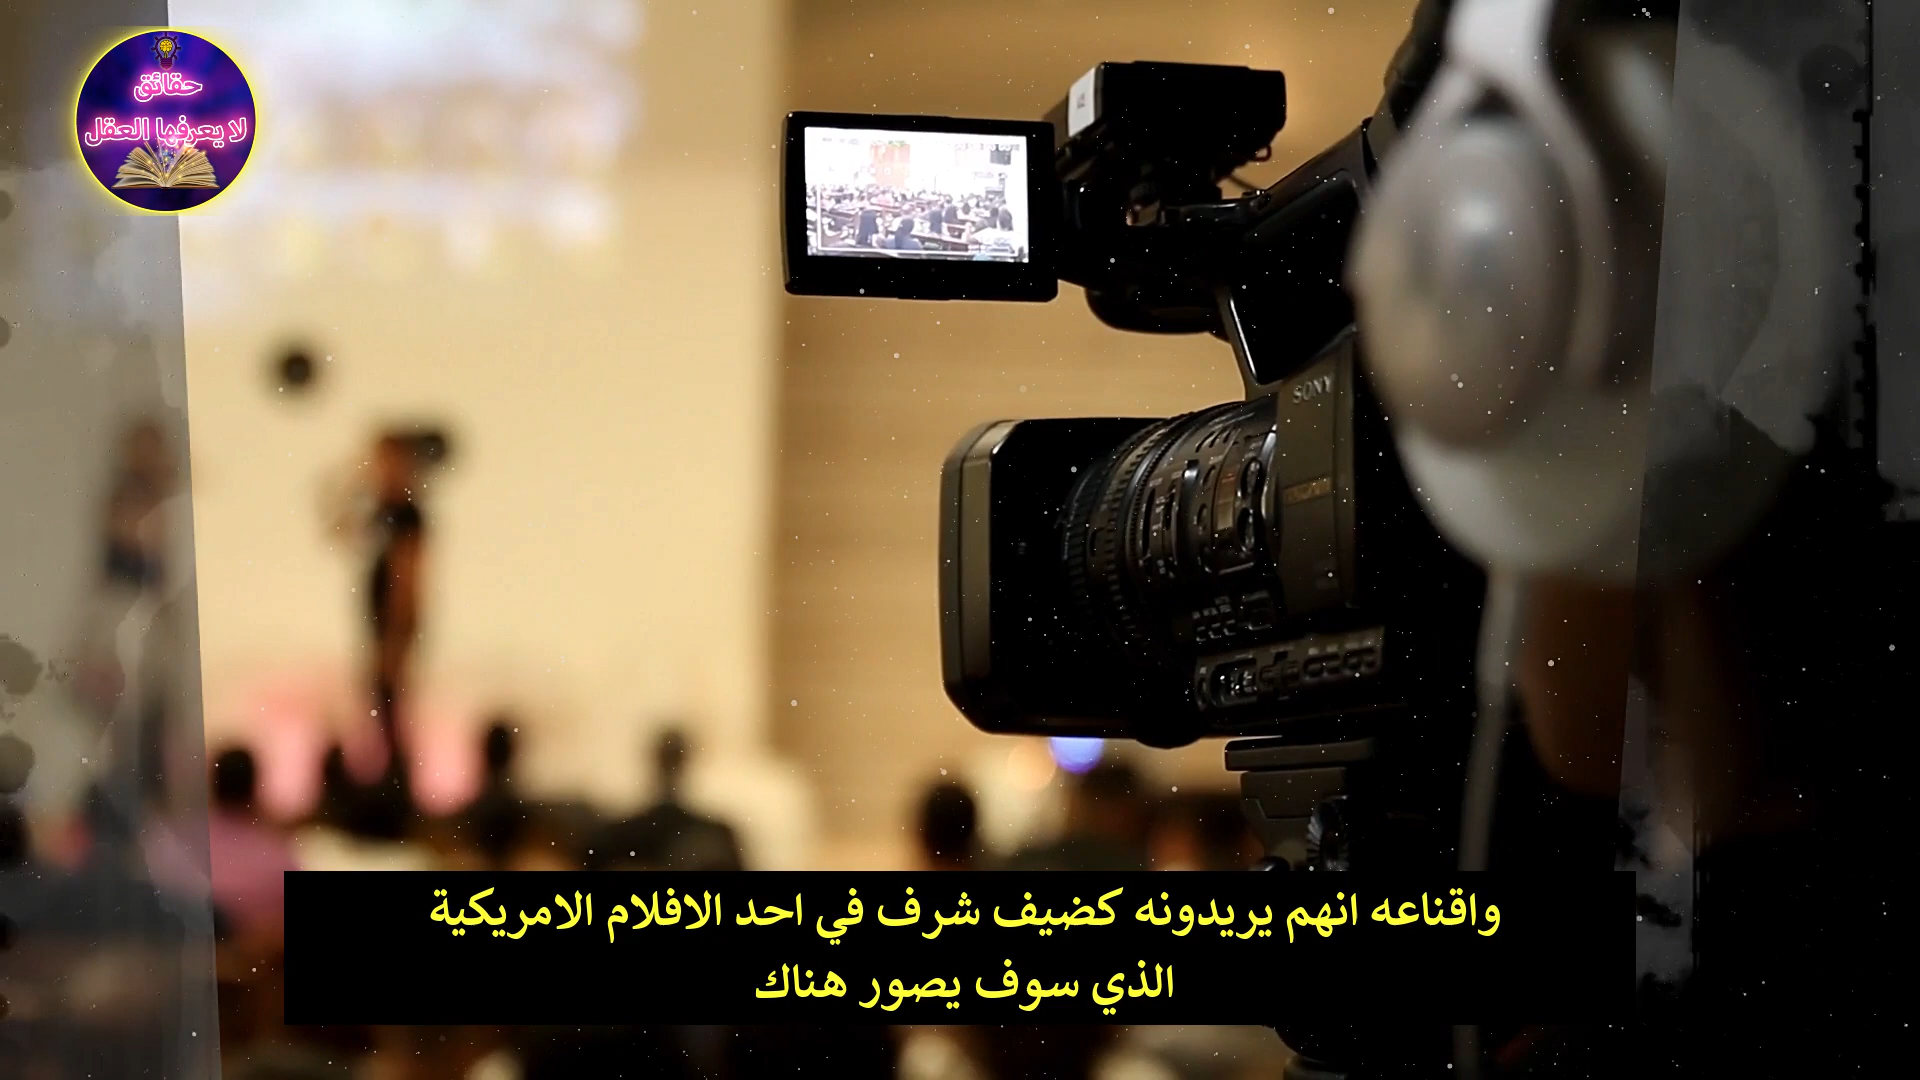 حقائق
لا يعرفها العقل
SONY
واقناعه انهم يريدونه كضيف شرف في احد الافلام الامريكية
الذي سوف يصور هناك